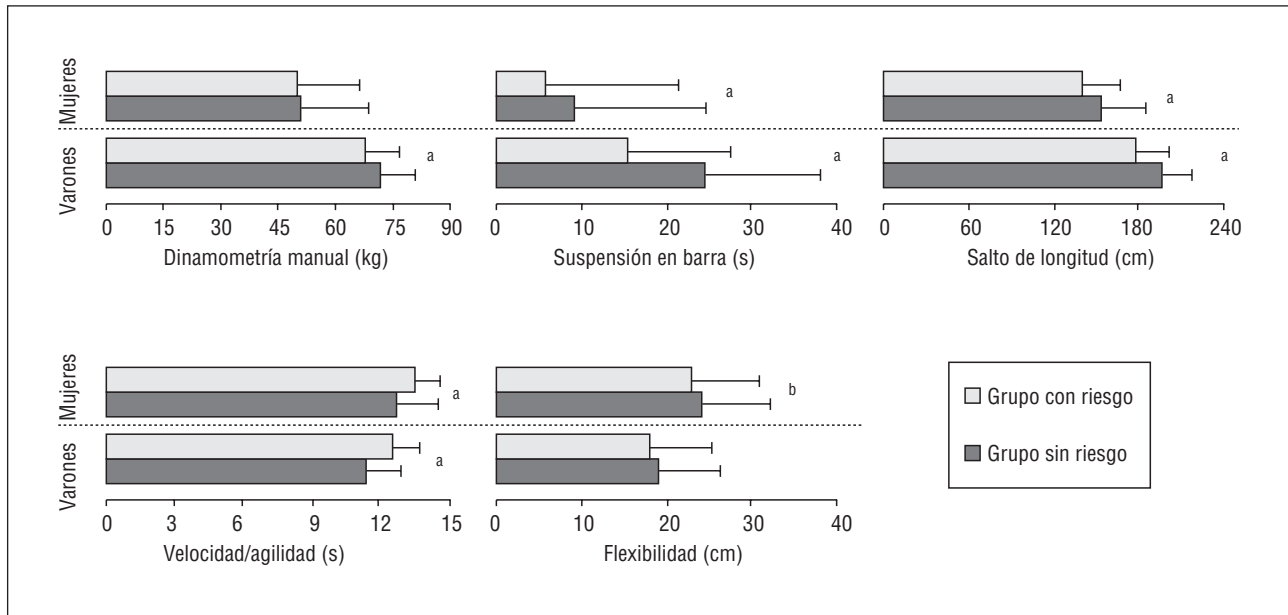 Mujeres
Varones
a
0 15 30 45 60 75 90
Dinamometría manual (kg)
a
a
0 10 20 30 40
Suspensión en barra (s)
a
a
0 60 120 180 240
Salto de longitud (cm)
Mujeres
Varones
a
a
0 3 6 9 12 15
Velocidad/agilidad (s)
b
0 10 20 30 40
Flexibilidad (cm)
Grupo con riesgo
Grupo sin riesgo